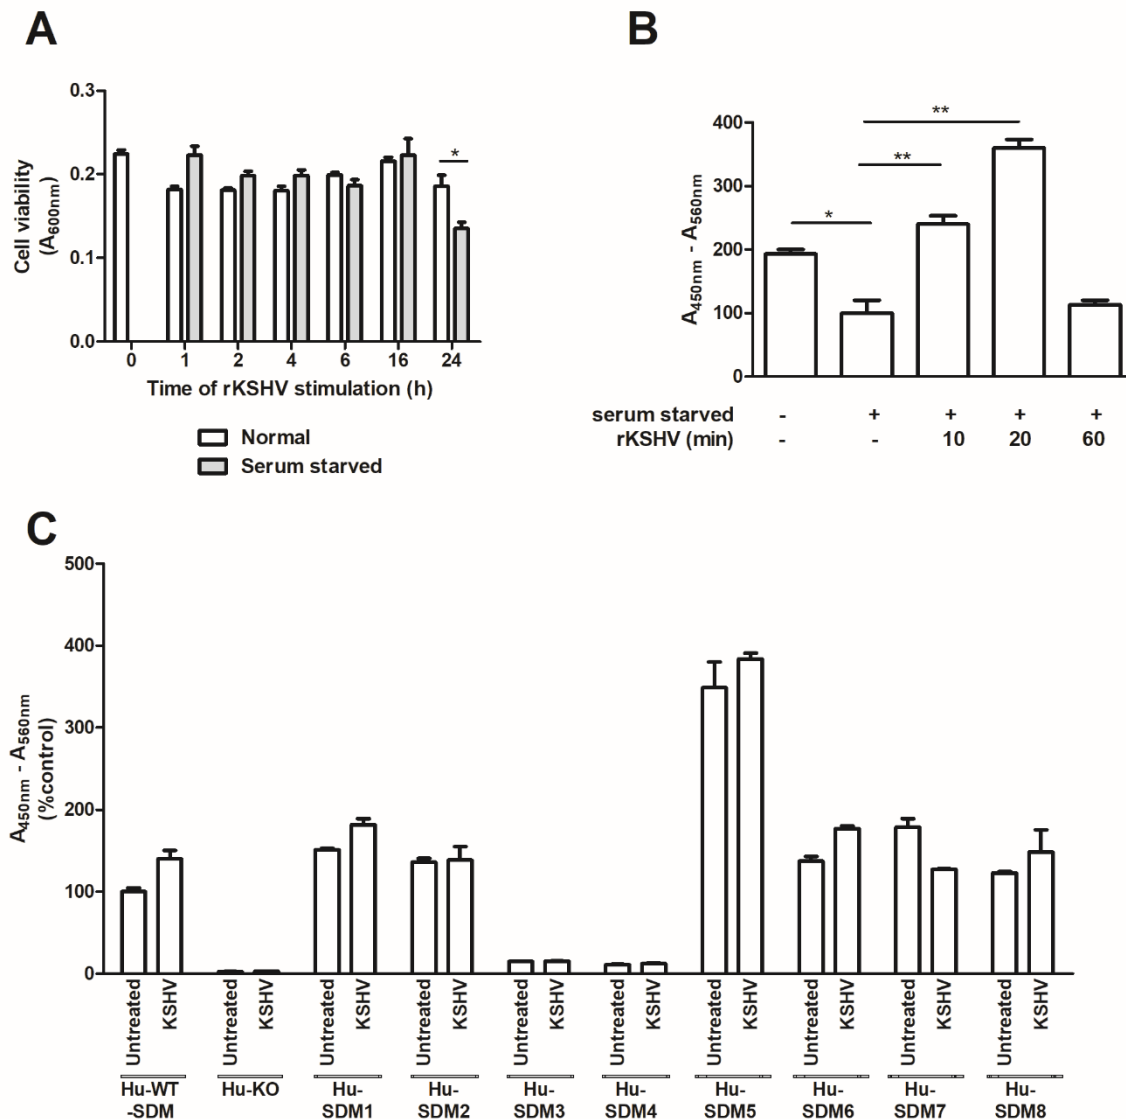 A
B
0.3
0.2
0.1
0.0
Cell viability
(A600nm)
*
0 1 2 4 6 16 24
Time of rKSHV stimulation (h)
Normal
Serum starved
400
300
200
100
0
A450nm - A560nm
**
**
*
serum starved - + + + +
rKSHV (min) - - 10 20 60
C
500
400
300
200
100
0
A450nm - A560nm
(%control)
Untreated KSHV Untreated KSHV Untreated KSHV Untreated KSHV Untreated KSHV Untreated KSHV Untreated KSHV Untreated KSHV Untreated KSHV Untreated KSHV
Hu-WT Hu-KO Hu- Hu- Hu- Hu- Hu- Hu- Hu- Hu-
-SDM SDM1 SDM2 SDM3 SDM4 SDM5 SDM6 SDM7 SDM8